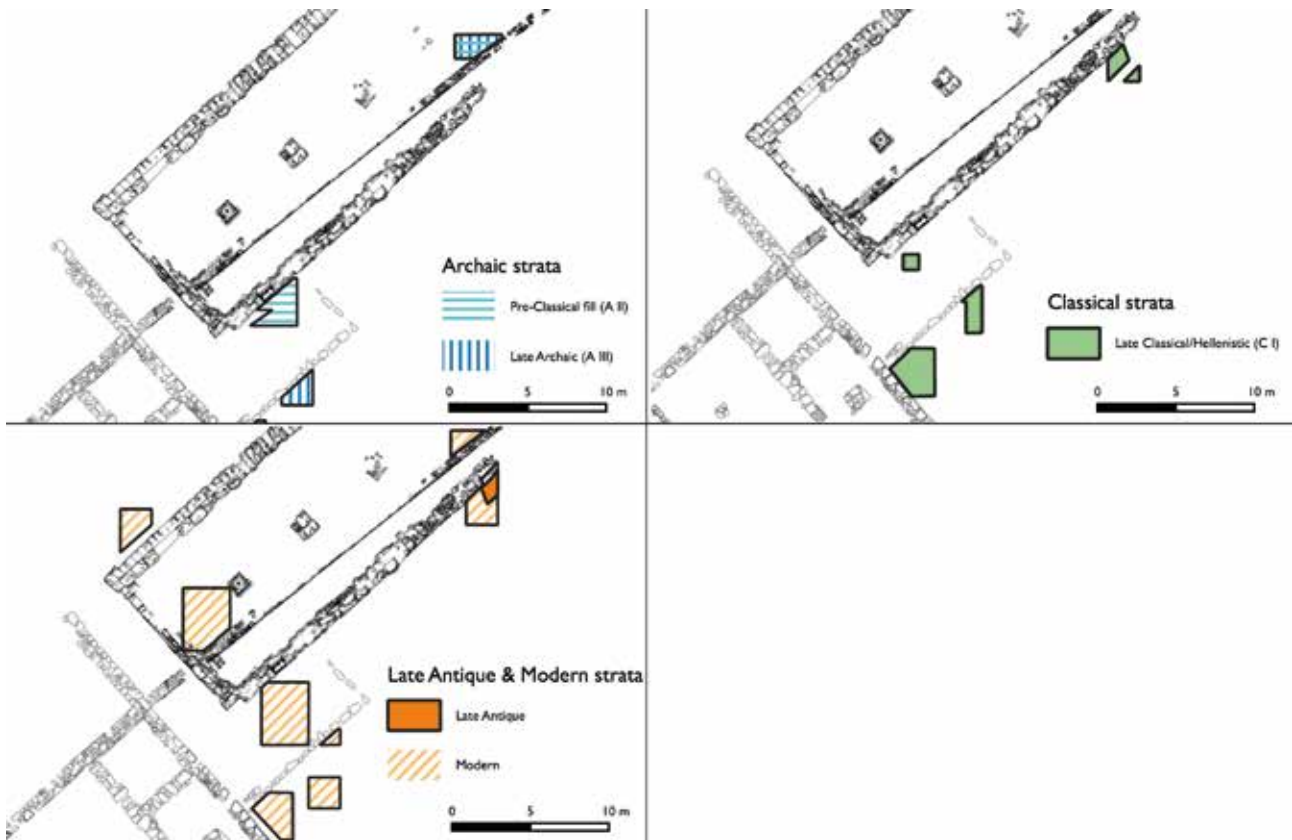 Archaic strata
Pre-Classical fill (A II)
Late Archaic (A III)
0 5 10 m
Classical strata
Late Classical/Hellenistic (C I)
0 5 10 m
Late Antique & Modern strata
Late Antique
Modern
0 5 10 m